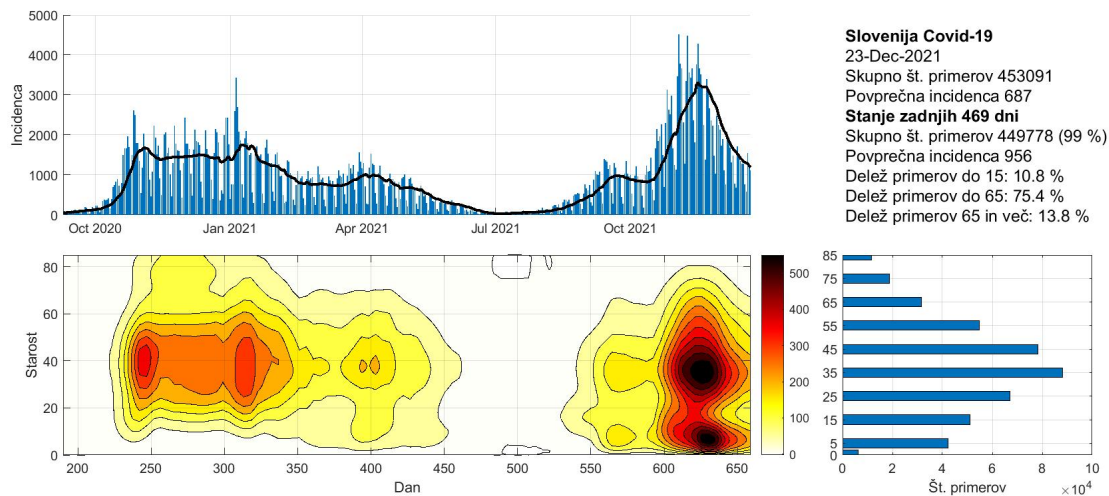 5000
4000
3000
2000
1000
0
Incidenca
Oct 2020
Jan 2021
Apr 2021
Jul 2021
Oct 2021
Slovenija Covid-19
23-Dec-2021
Skupno št. primerov 453091
Povprečna incidenca 687
Stanje zadnjih 469 dni
Skupno št. primerov 449778 (99 %)
Povprečna incidenca 956
Delež primerov do 15: 10.8 %
Delež primerov do 65: 75.4 %
Delež primerov 65 in več: 13.8 %
80
60
40
20
0
Starost
200
250
300
350
400
450
500
550
600
650
Dan
500
400
300
200
100
0
85
75
65
55
45
35
25
15
5
0
0
2
4
6
8
10
Št. primerov
×10^4